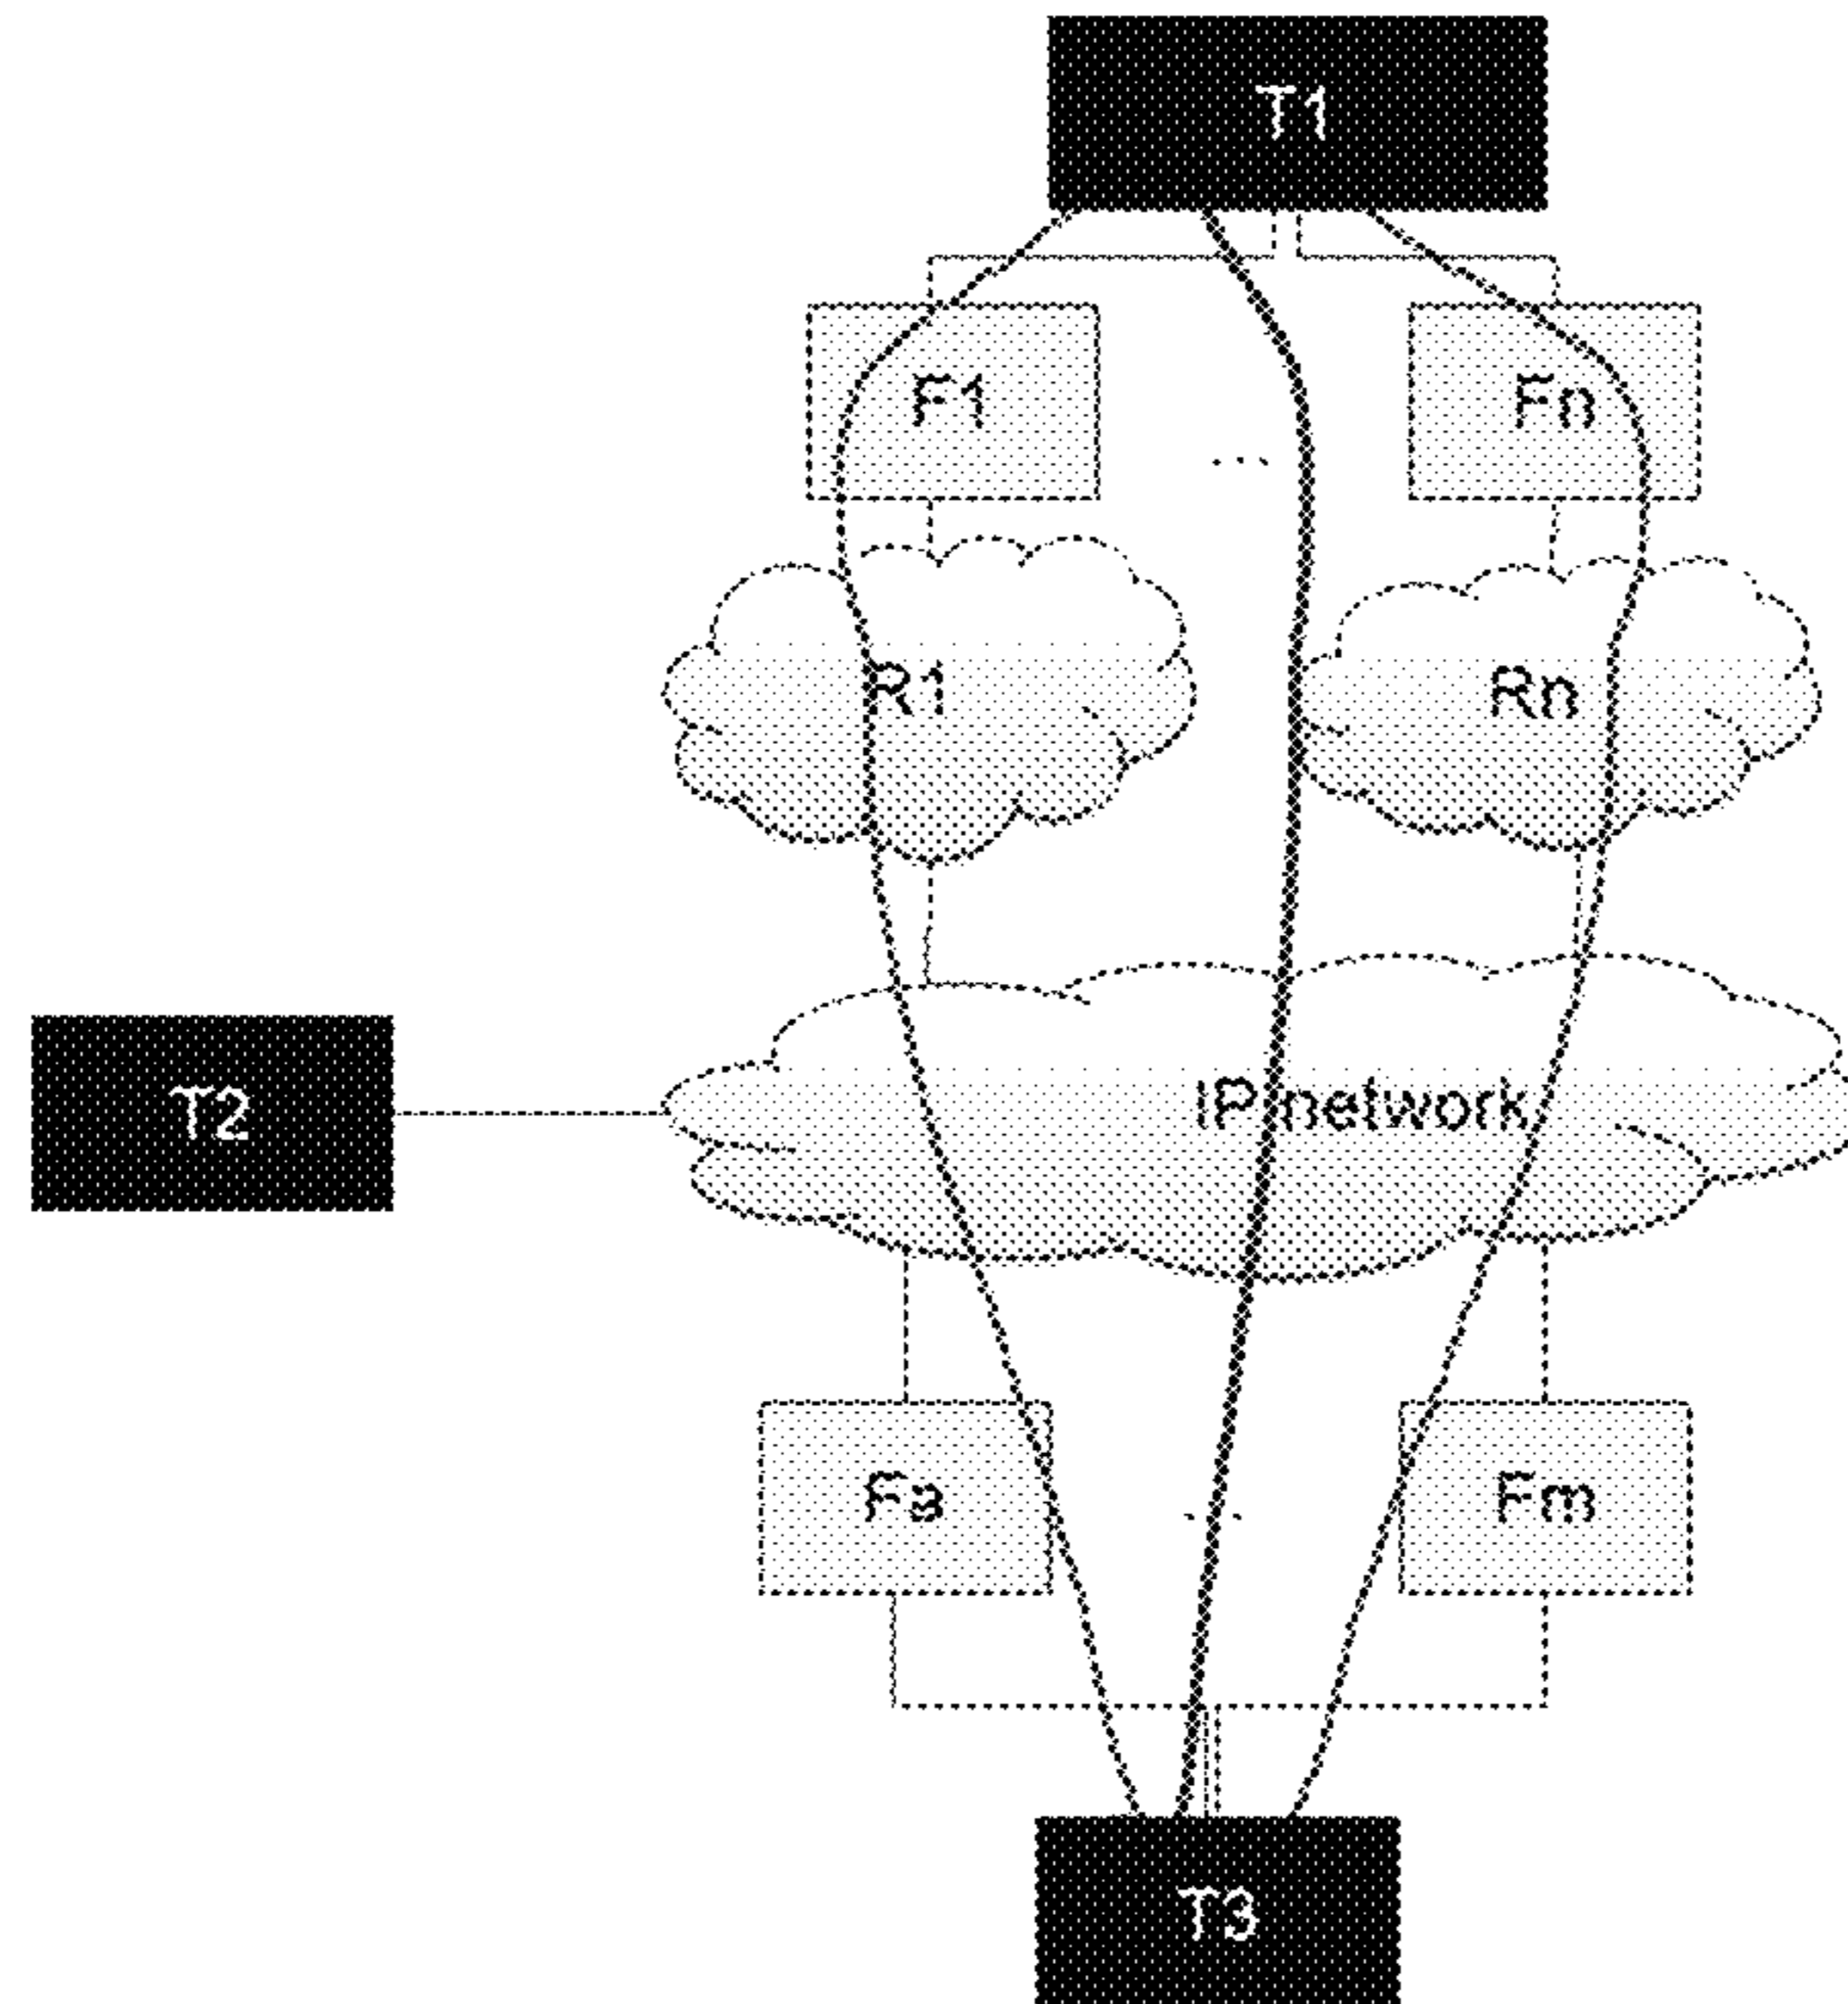 T1
F1
Fn
...
R1
Rn
IP network
T2
Fa
...
Fm
T3